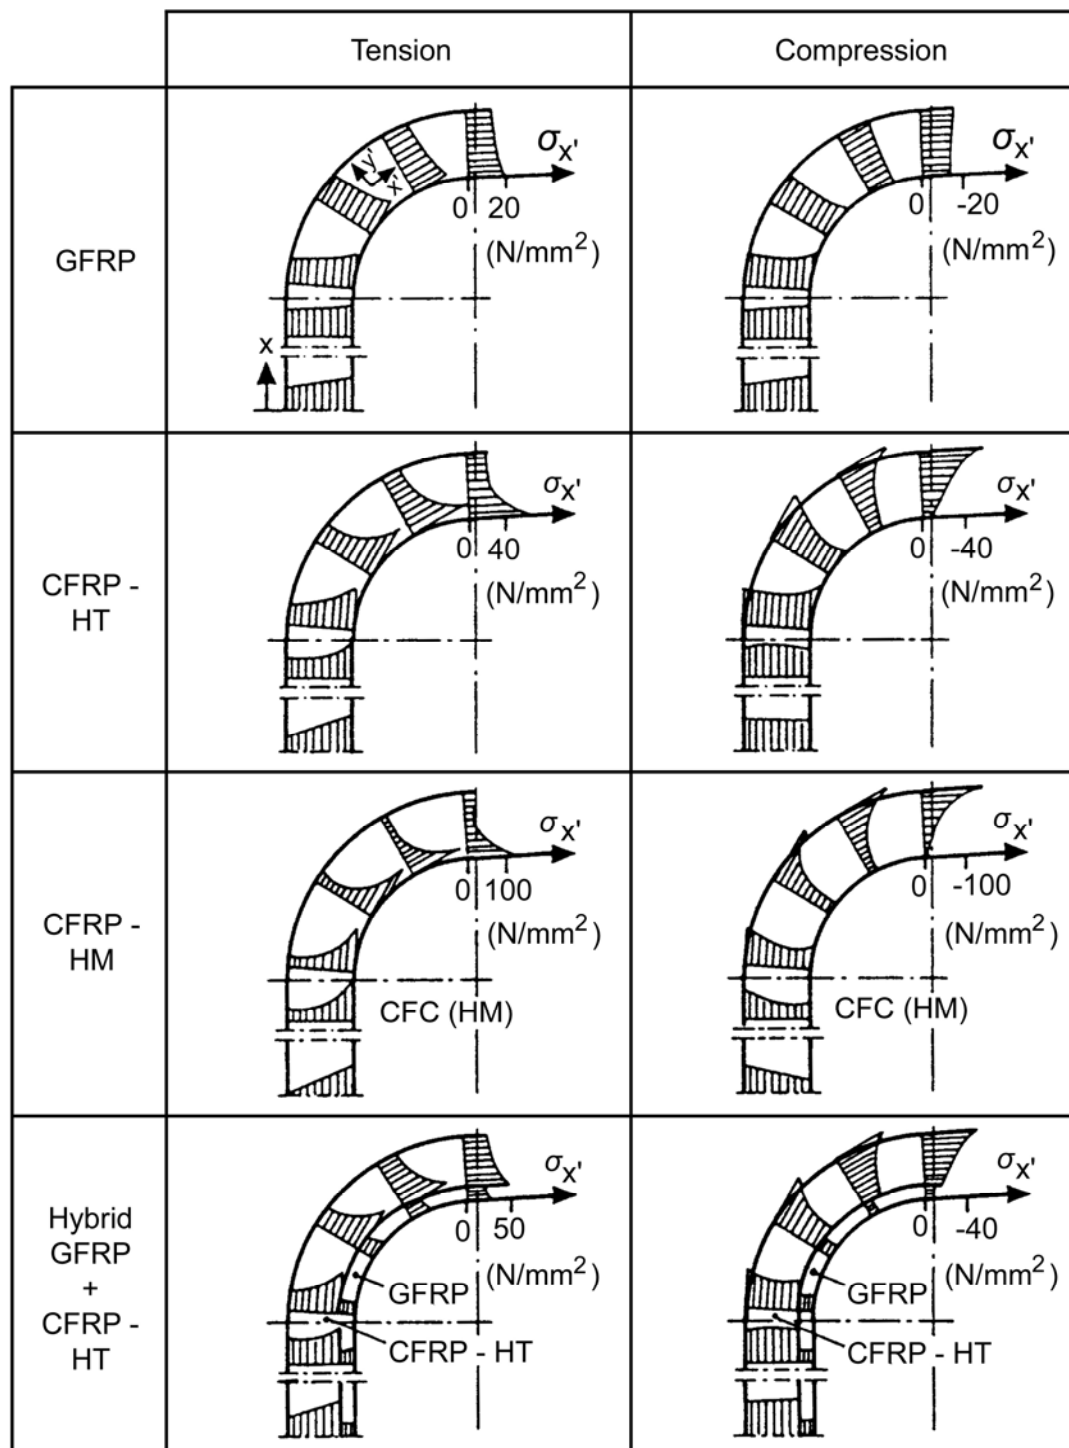 Tension
Compression
GFRP
y'
x'
σx'
0 20
(N/mm²)
x
σx'
0 -20
(N/mm²)
CFRP -
HT
σx'
0 40
(N/mm²)
σx'
0 -40
(N/mm²)
CFRP -
HM
σx'
0 100
(N/mm²)
CFC (HM)
σx'
0 -100
(N/mm²)
CFC (HM)
Hybrid
GFRP
+
CFRP -
HT
σx'
0 50
(N/mm²)
GFRP
CFRP - HT
σx'
0 -40
(N/mm²)
GFRP
CFRP - HT